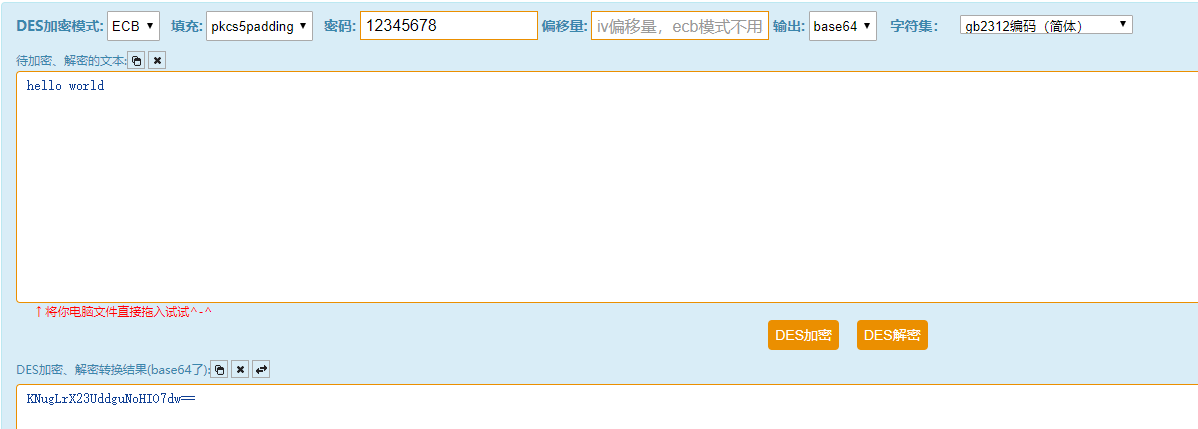 DES加密模式: ECB 填充: pkcs5padding 密码: 12345678 偏移量: iv偏移量，ecb模式不用 输出: base64 字符集： gb2312编码（简体）
待加密、解密的文本:
hello world
↑将你电脑文件直接拖入试试^-^
DES加密 DES解密
DES加密、解密转换结果(base64了):
KNugLrX23UddguNoHIO7dw==